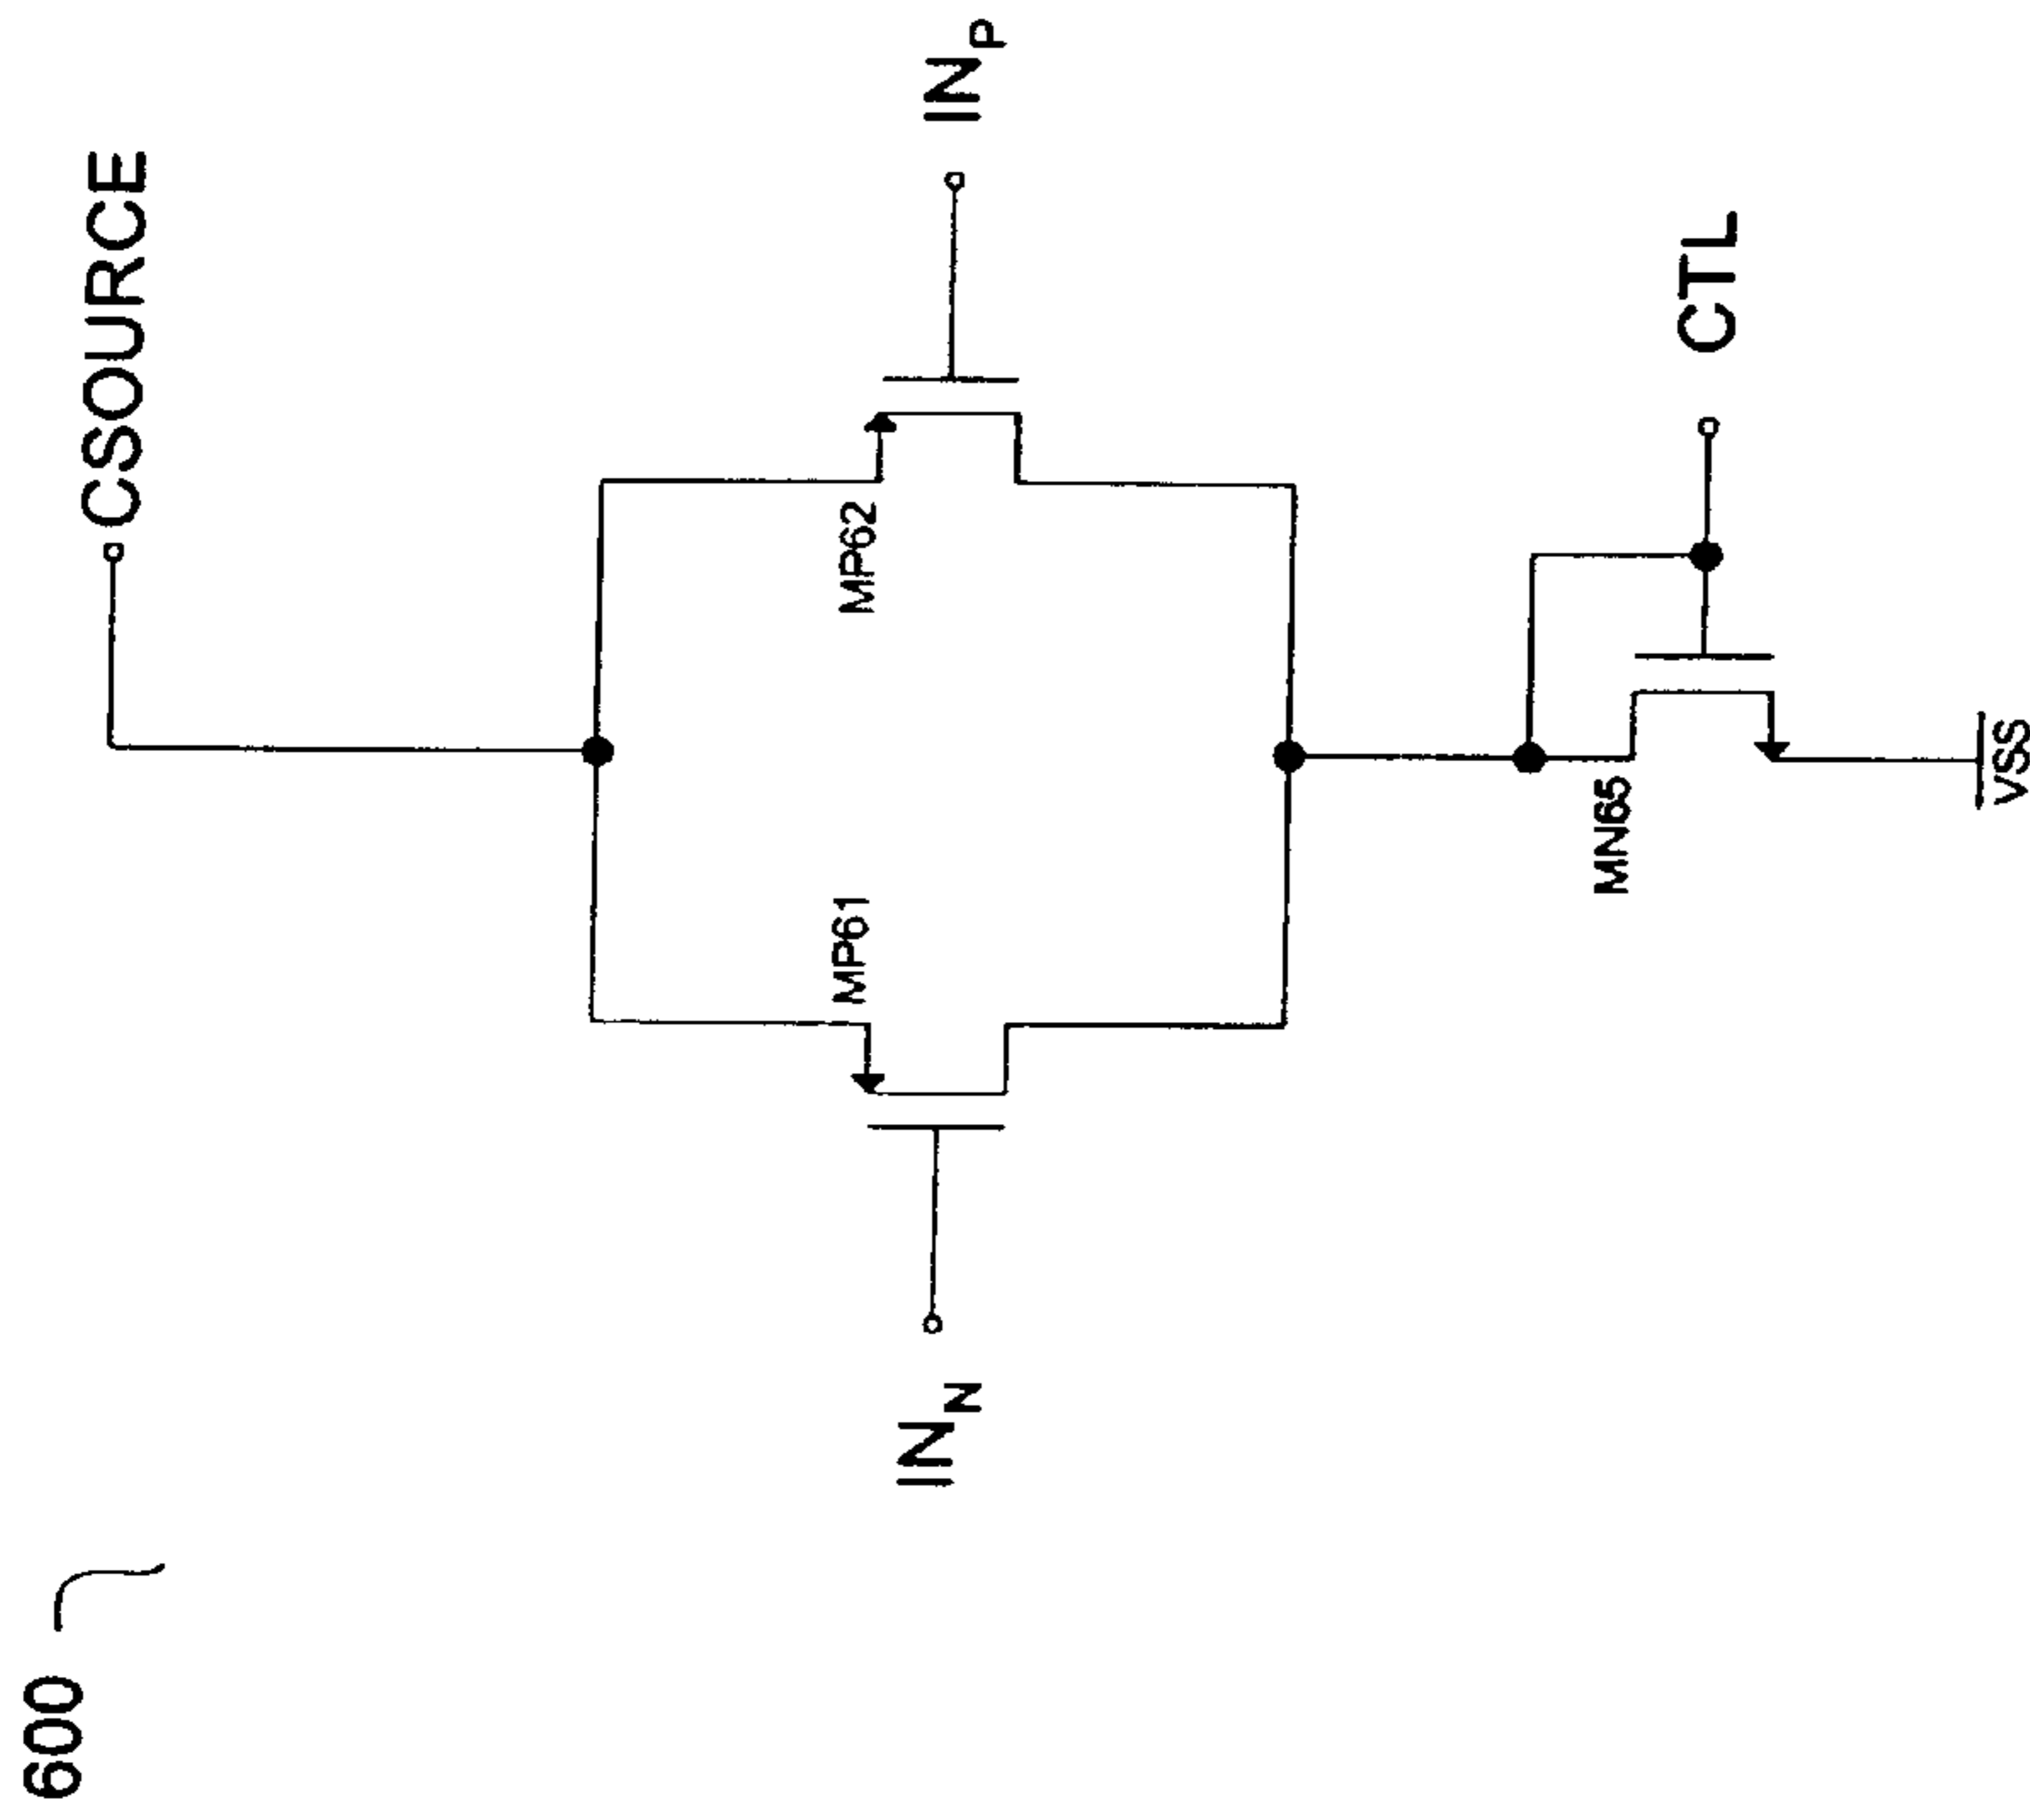 600
CSOURCE
IN_N
MP61
MP62
IN_P
MN65
CTL
VSS